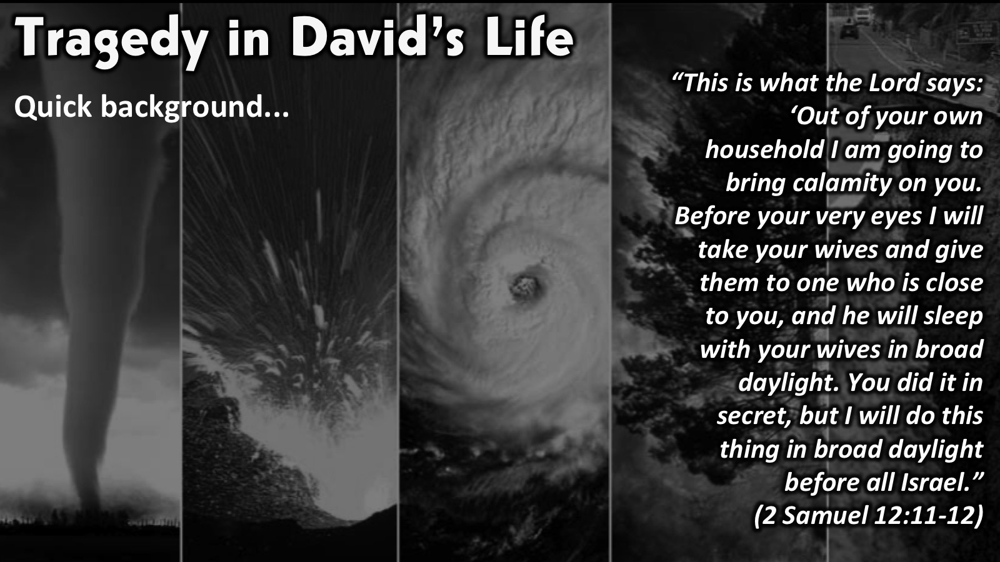 Tragedy in David’s Life
Quick background...
“This is what the Lord says:
‘Out of your own
household I am going to
bring calamity on you.
Before your very eyes I will
take your wives and give
them to one who is close
to you, and he will sleep
with your wives in broad
daylight. You did it in
secret, but I will do this
thing in broad daylight
before all Israel.”
(2 Samuel 12:11-12)